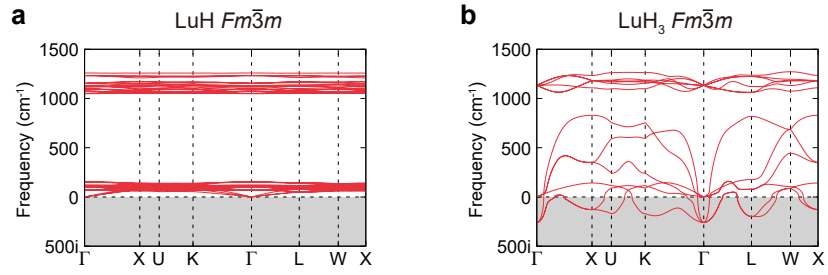 a
LuH Fm3̅m
Frequency (cm⁻¹)
1500
1000
500
0
500i
Γ X U K Γ L W X
b
LuH₃ Fm3̅m
Frequency (cm⁻¹)
1500
1000
500
0
500i
Γ X U K Γ L W X